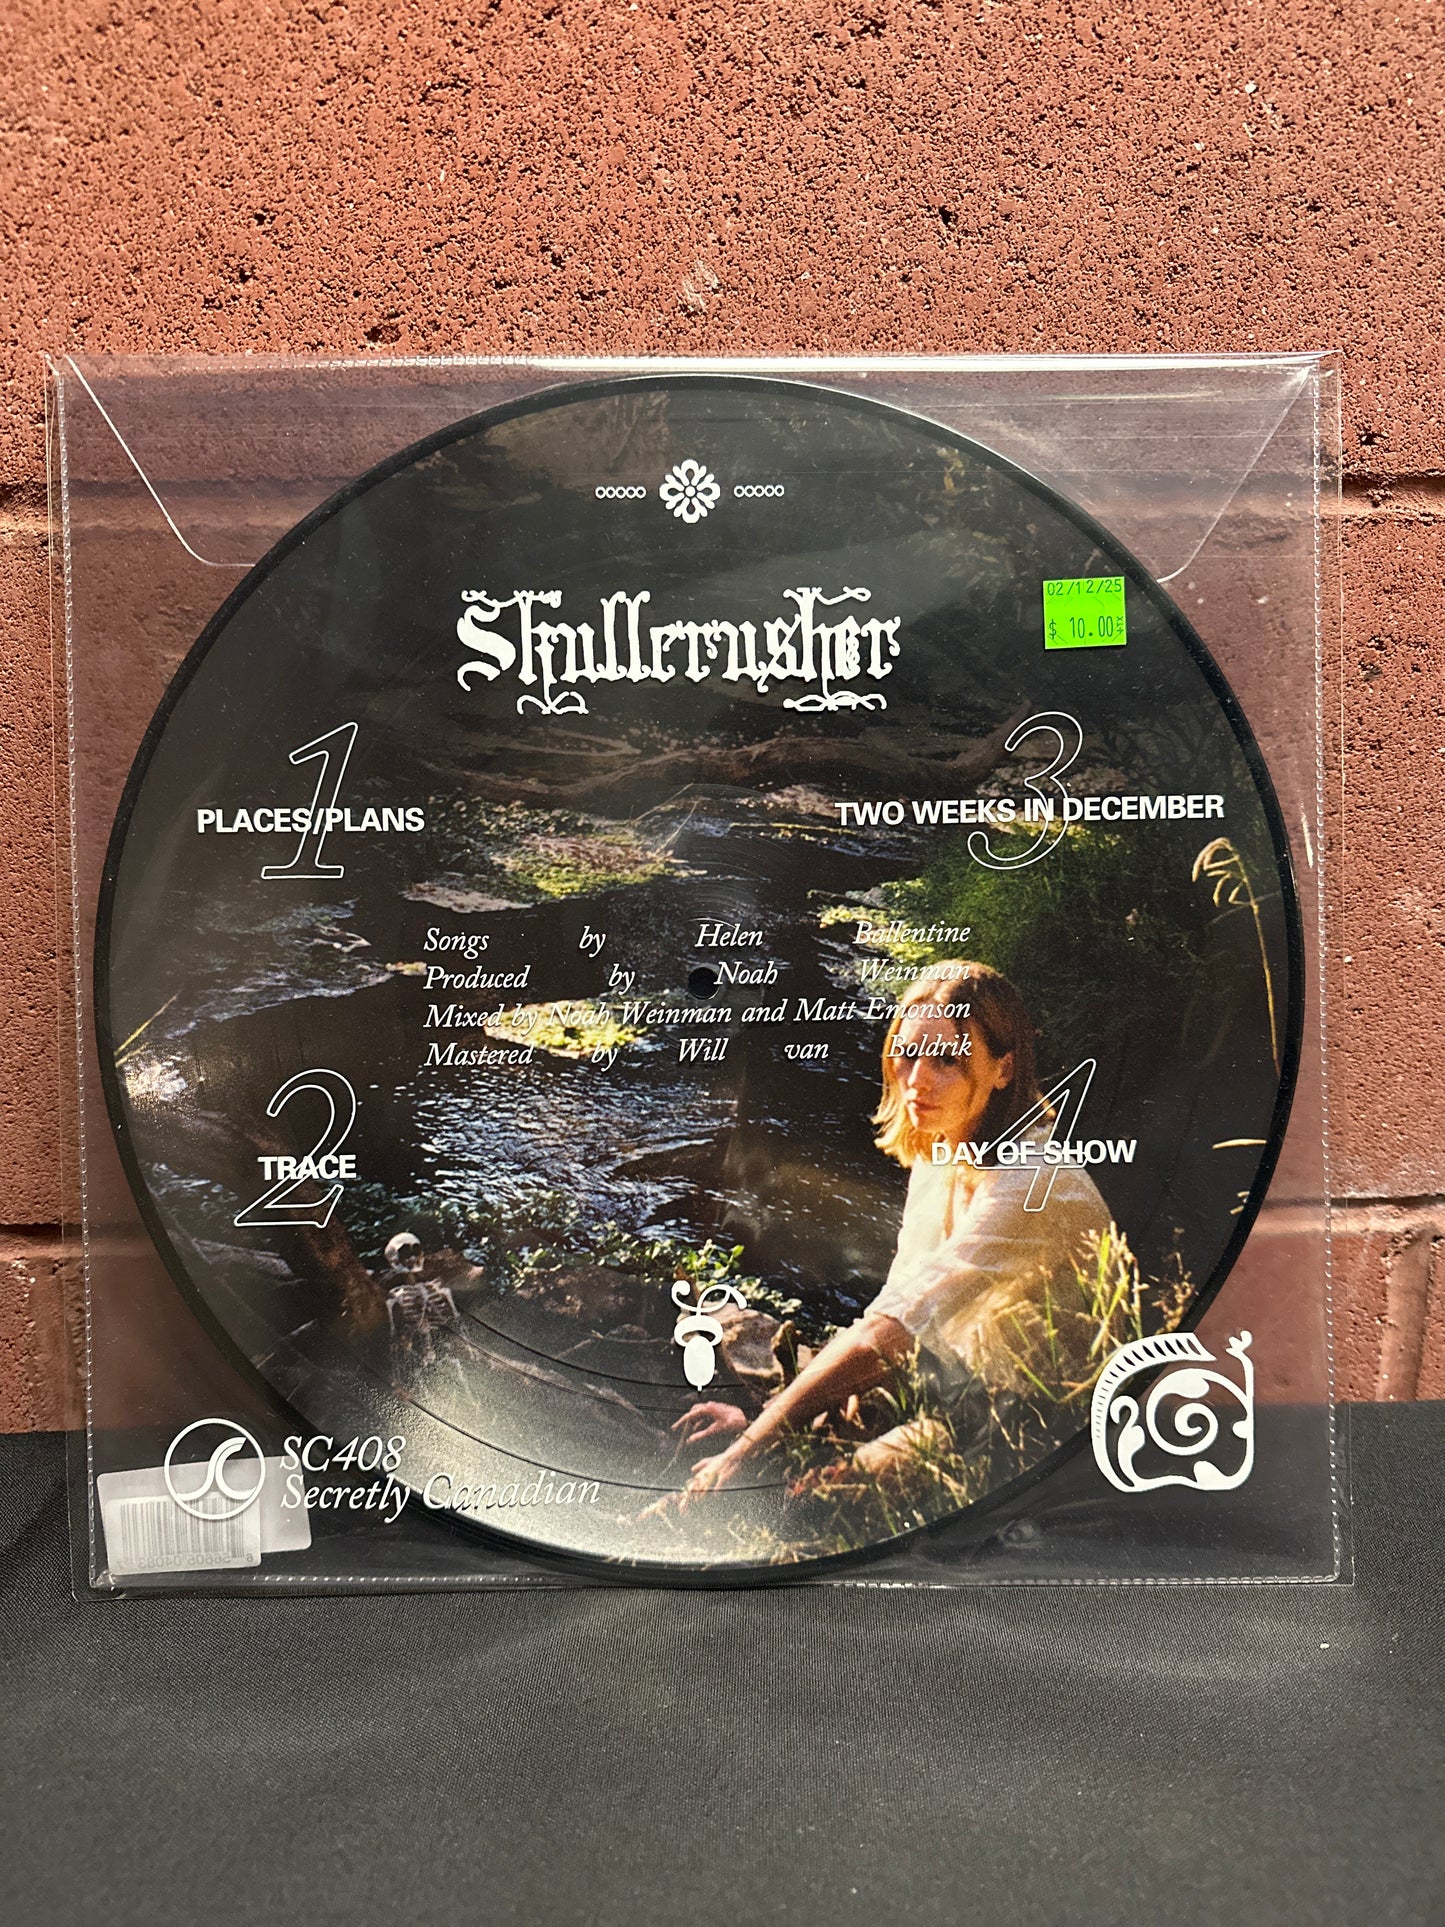 Skullcrusher
02/12/25
$ 10.00
1
PLACES/PLANS
3
TWO WEEKS IN DECEMBER
Songs by Helen Ballentine
Produced by Noah Weinman
Mixed by Noah Weinman and Matt Emonson
Mastered by Will van Boldrik
2
TRACE
4
DAY OF SHOW
SC408
Secretly Canadian